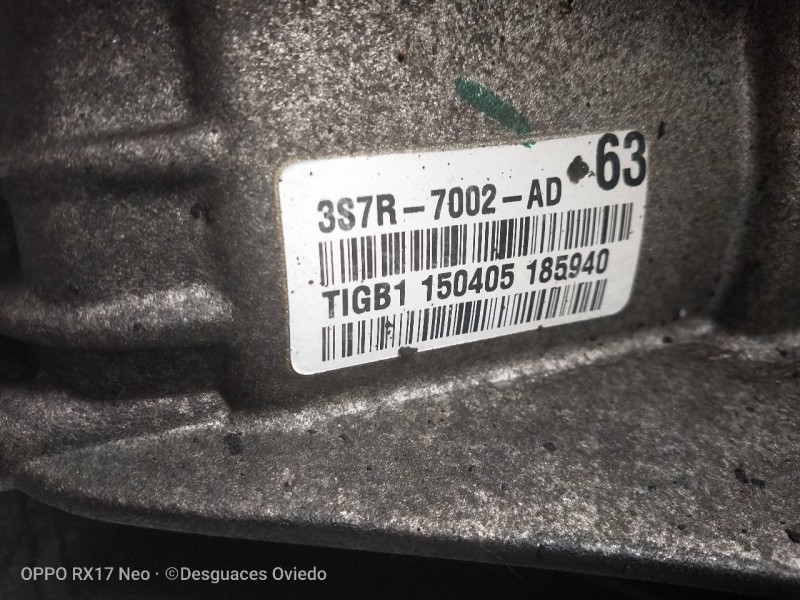 63
3S7R-7002-AD
TIGB1 150405 185940
OPPO RX17 Neo · ©Desguaces Oviedo